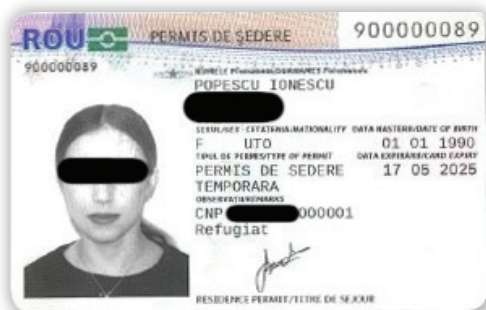 ROU PERMIS DE ȘEDERE 900000089
900000089
POPESCU IONESCU
SEXUL/SEX CETĂȚENIA/NATIONALITY DATA NAȘTERII/DATE OF BIRTH
F UTO 01 01 1990
TIPUL DE PERMIS/TYPE OF PERMIT DATA EXPIRĂRII/CARD EXPIRY
PERMIS DE SEDERE 17 05 2025
TEMPORARA
OBSERVAȚII/REMARKS
CNP 000001
Refugiat
RESIDENCE PERMIT/TITRE DE SÉJOUR